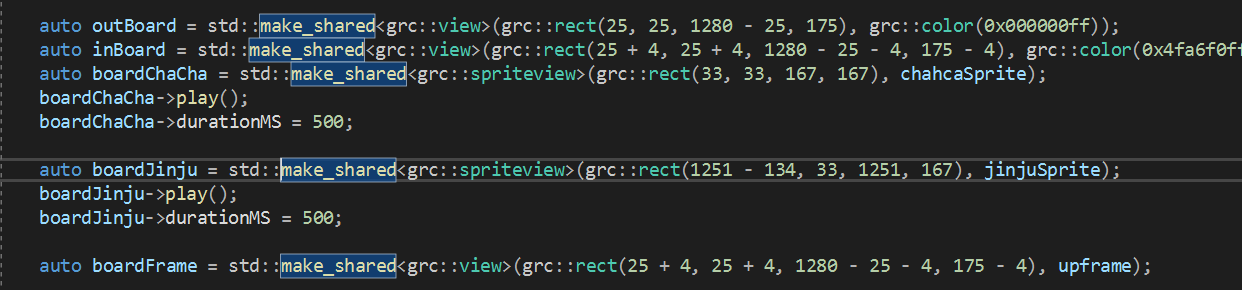 auto outBoard = std::make_shared<grc::view>(grc::rect(25, 25, 1280 - 25, 175), grc::color(0x000000ff));
auto inBoard = std::make_shared<grc::view>(grc::rect(25 + 4, 25 + 4, 1280 - 25 - 4, 175 - 4), grc::color(0x4fa6f0ff
auto boardChaCha = std::make_shared<grc::spriteview>(grc::rect(33, 33, 167, 167), chahcaSprite);
boardChaCha->play();
boardChaCha->durationMS = 500;
auto boardJinju = std::make_shared<grc::spriteview>(grc::rect(1251 - 134, 33, 1251, 167), jinjuSprite);
boardJinju->play();
boardJinju->durationMS = 500;
auto boardFrame = std::make_shared<grc::view>(grc::rect(25 + 4, 25 + 4, 1280 - 25 - 4, 175 - 4), upframe);